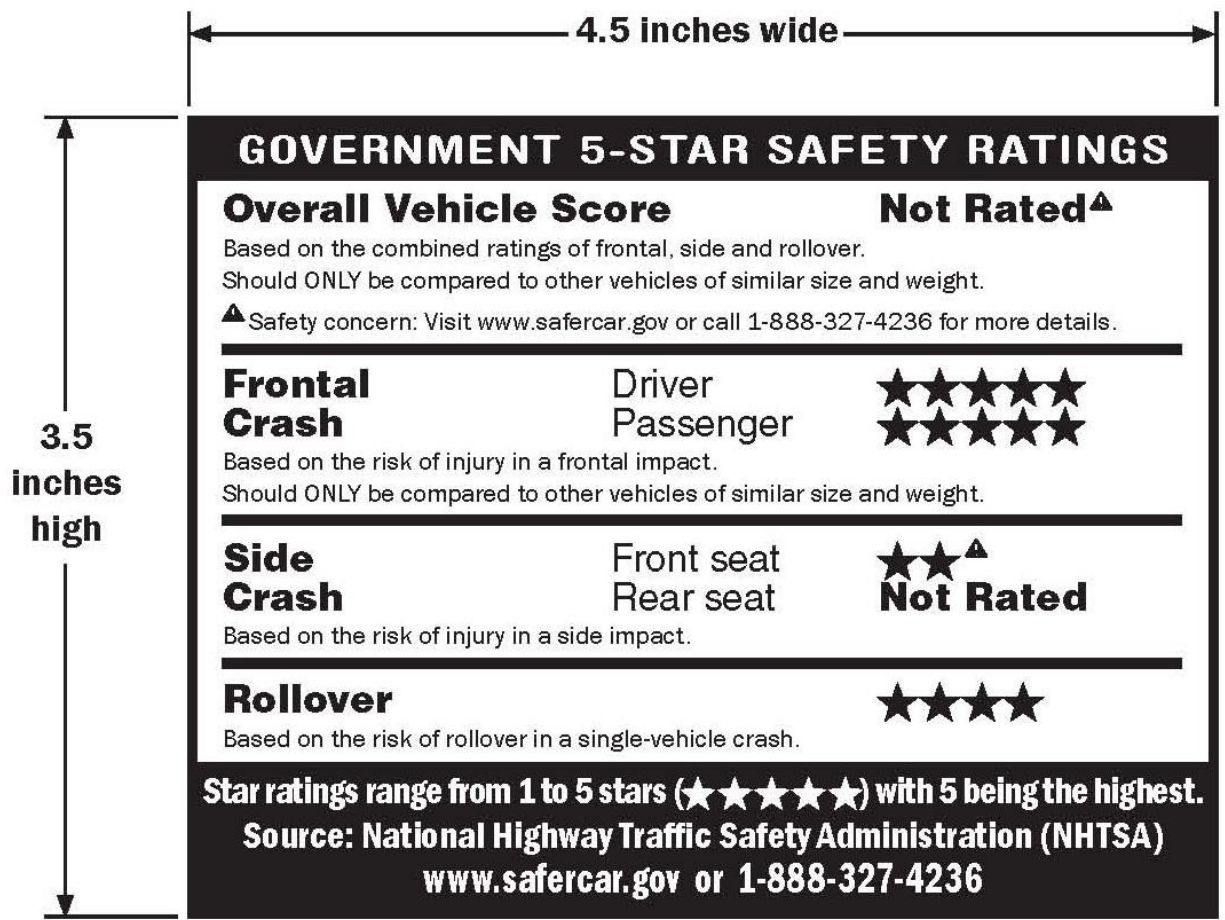 4.5 inches wide
GOVERNMENT 5-STAR SAFETY RATINGS
Overall Vehicle Score Not Rated⚠
Based on the combined ratings of frontal, side and rollover.
Should ONLY be compared to other vehicles of similar size and weight.
⚠ Safety concern: Visit www.safercar.gov or call 1-888-327-4236 for more details.
Frontal Driver ★★★★★
Crash Passenger ★★★★★
Based on the risk of injury in a frontal impact.
Should ONLY be compared to other vehicles of similar size and weight.
3.5
inches
high
Side Front seat ★★⚠
Crash Rear seat Not Rated
Based on the risk of injury in a side impact.
Rollover ★★★★
Based on the risk of rollover in a single-vehicle crash.
Star ratings range from 1 to 5 stars (★★★★★) with 5 being the highest.
Source: National Highway Traffic Safety Administration (NHTSA)
www.safercar.gov or 1-888-327-4236